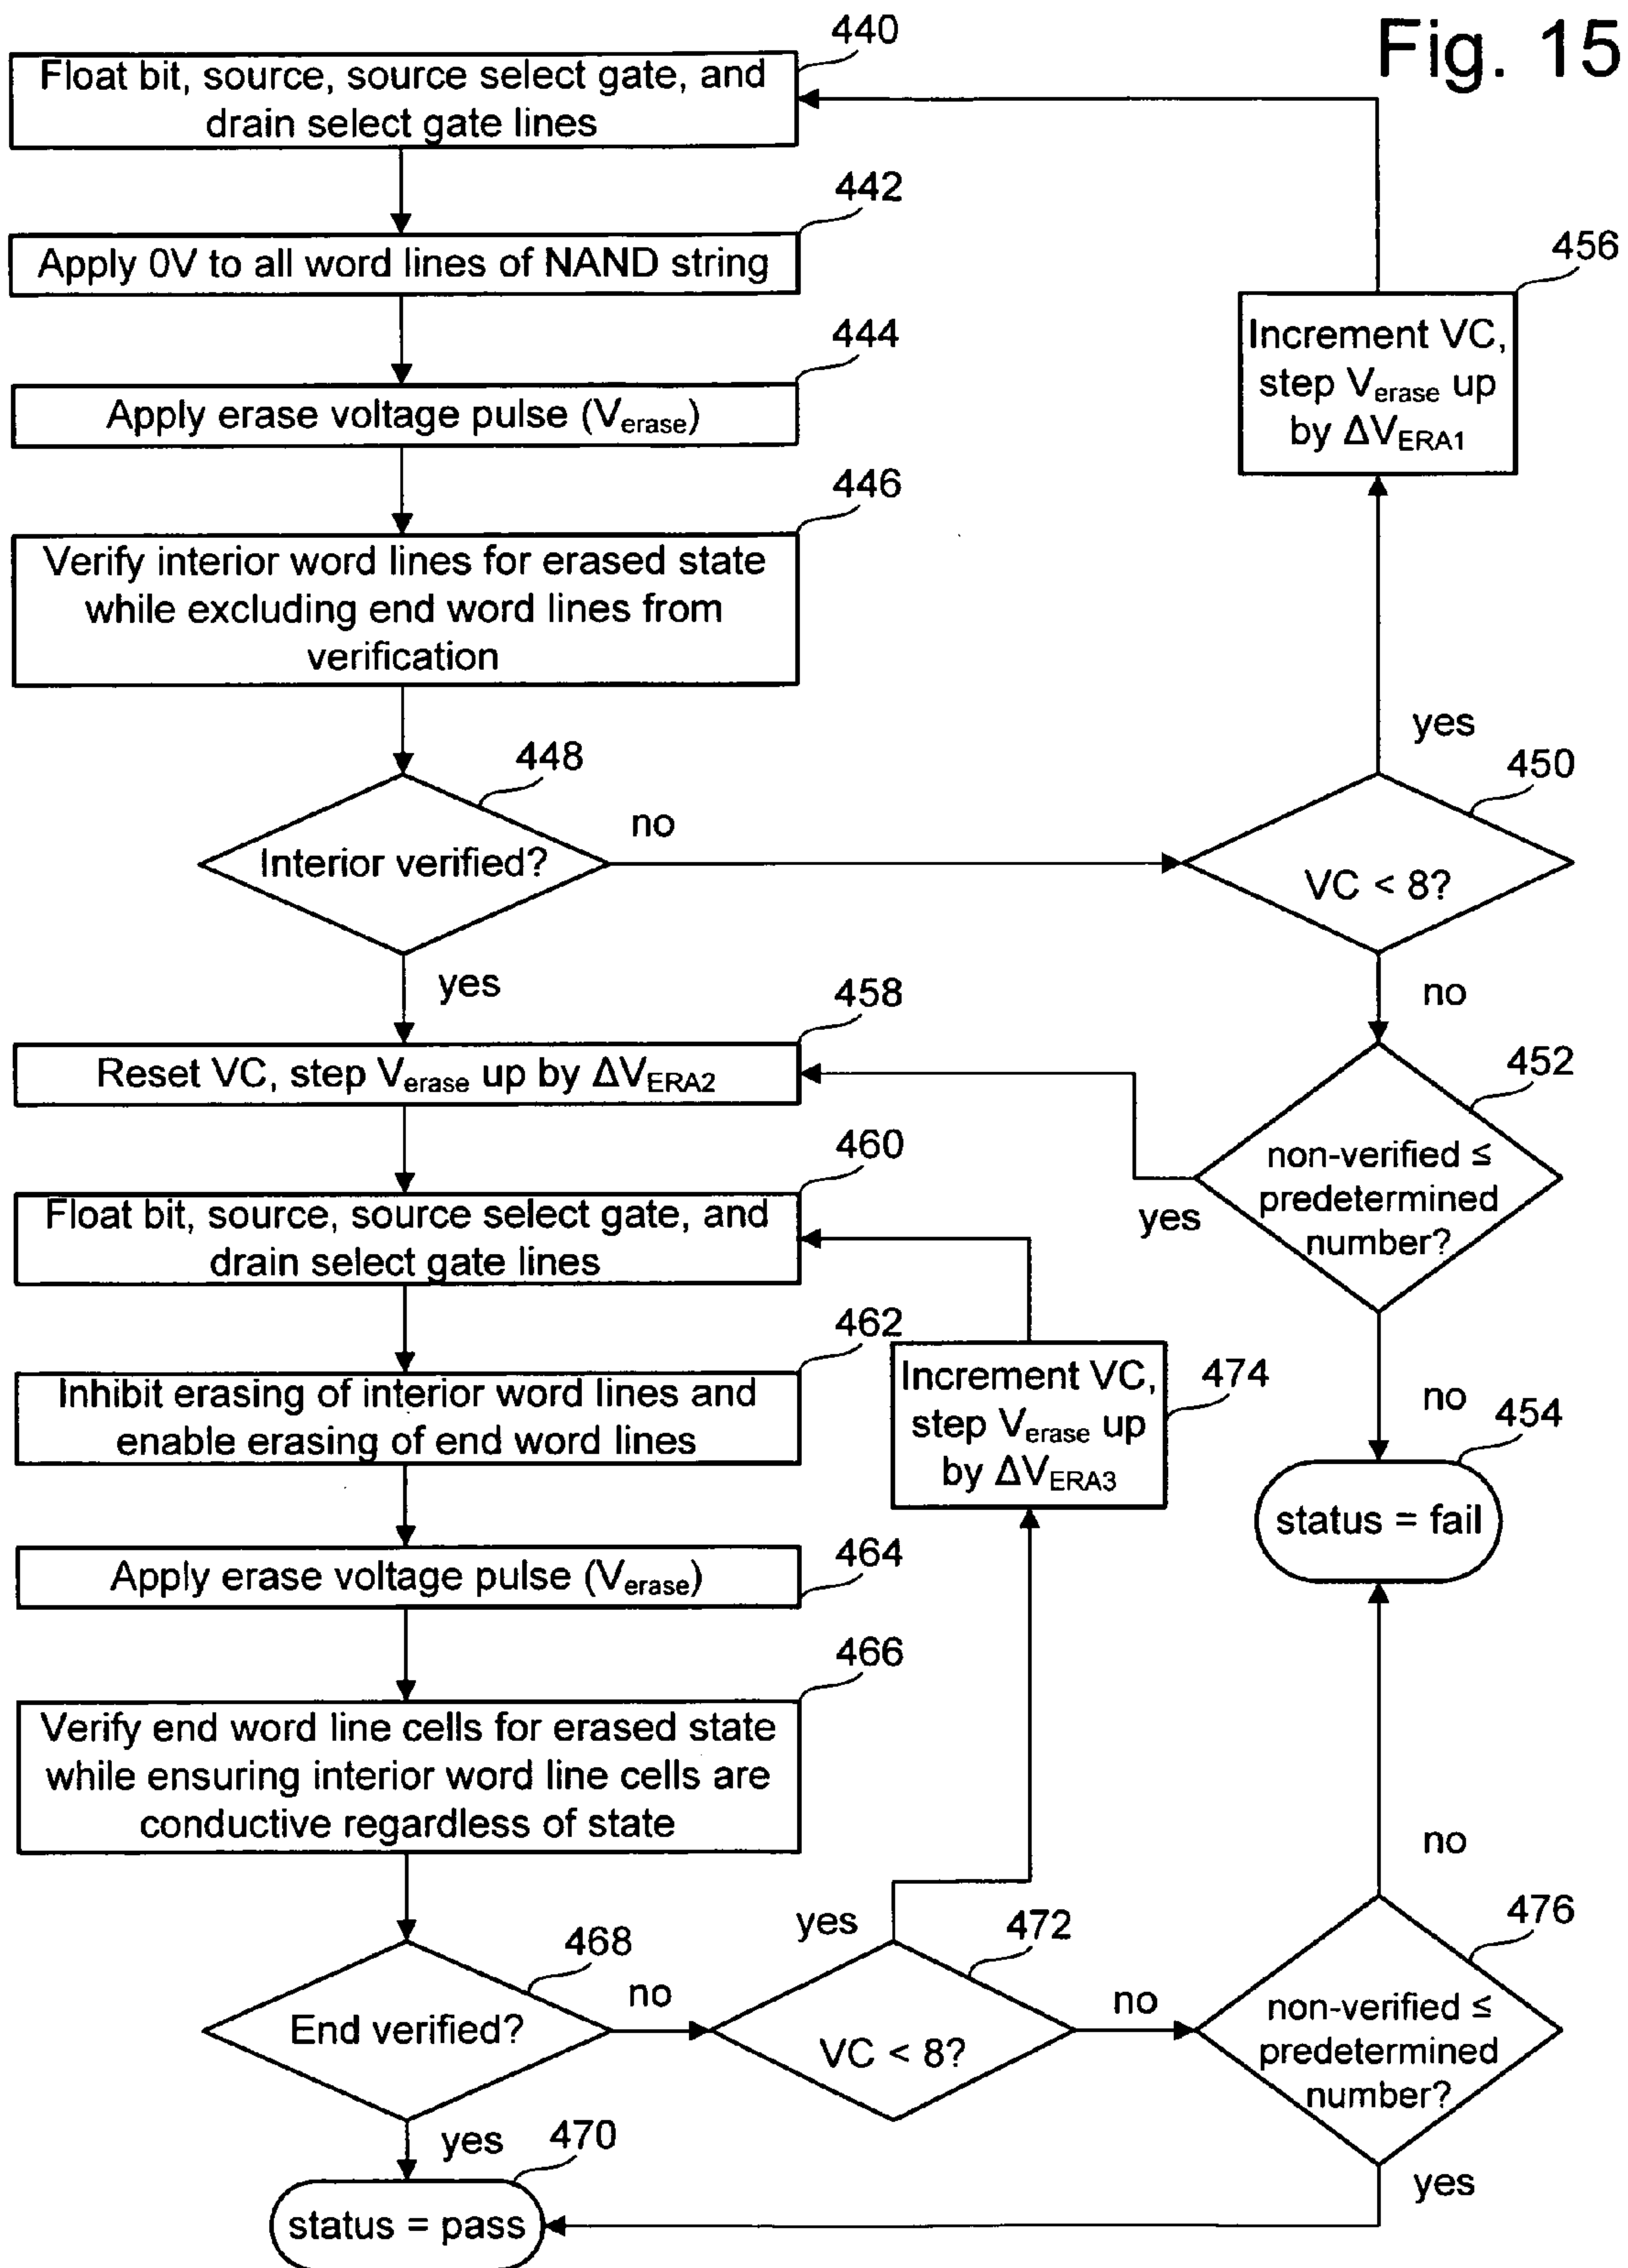 Fig. 15
440
Float bit, source, source select gate, and
drain select gate lines
442
Apply 0V to all word lines of NAND string
444
Apply erase voltage pulse (Verase)
446
Verify interior word lines for erased state
while excluding end word lines from
verification
448
Interior verified?
no
yes
450
VC < 8?
yes
no
456
Increment VC,
step Verase up
by ΔVERA1
452
non-verified ≤
predetermined
number?
yes
no
454
status = fail
458
Reset VC, step Verase up by ΔVERA2
460
Float bit, source, source select gate, and
drain select gate lines
462
Inhibit erasing of interior word lines and
enable erasing of end word lines
464
Apply erase voltage pulse (Verase)
466
Verify end word line cells for erased state
while ensuring interior word line cells are
conductive regardless of state
468
End verified?
no
yes
470
status = pass
472
VC < 8?
yes
no
474
Increment VC,
step Verase up
by ΔVERA3
476
non-verified ≤
predetermined
number?
no
yes